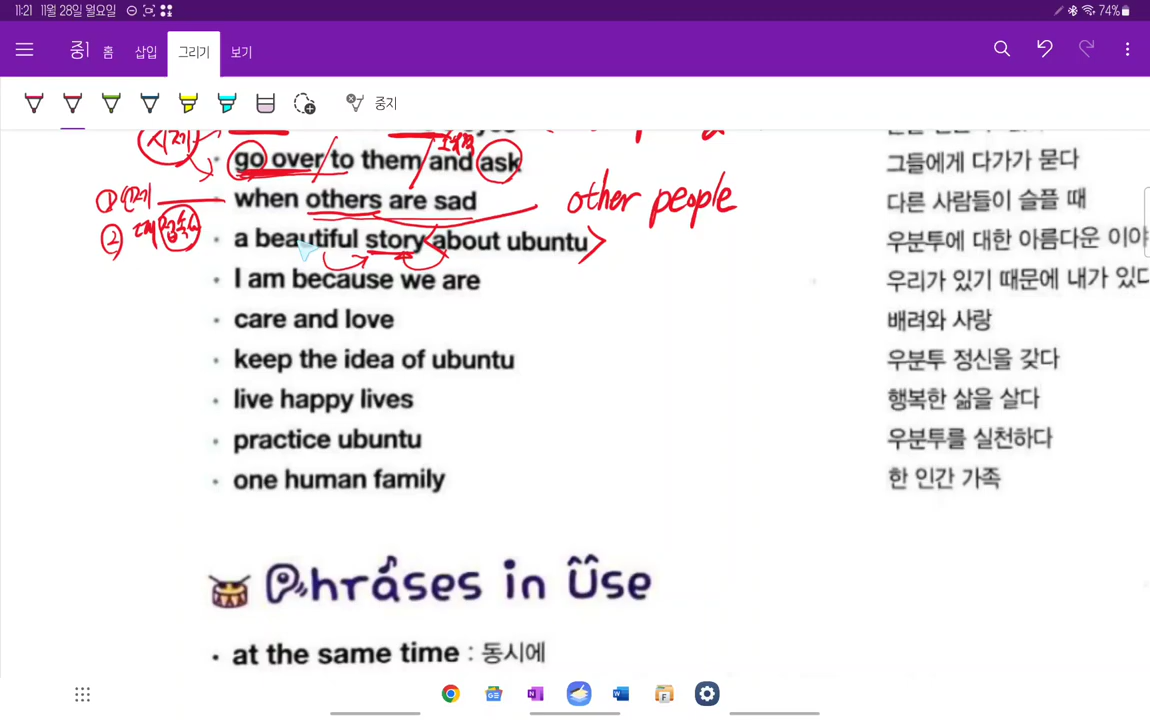 11:21 11월 28일 월요일 74%
중1 홈 삽입 그리기 보기
중지
시제
· go over to them and ask 그들에게 다가가 묻다
① 언제 when others are sad other people 다른 사람들이 슬플 때
② 접속사 a beautiful story <about ubuntu> 우분투에 대한 아름다운 이야
· I am because we are 우리가 있기 때문에 내가 있다
· care and love 배려와 사랑
· keep the idea of ubuntu 우분투 정신을 갖다
· live happy lives 행복한 삶을 살다
· practice ubuntu 우분투를 실천하다
· one human family 한 인간 가족
Phrases in Use
· at the same time : 동시에